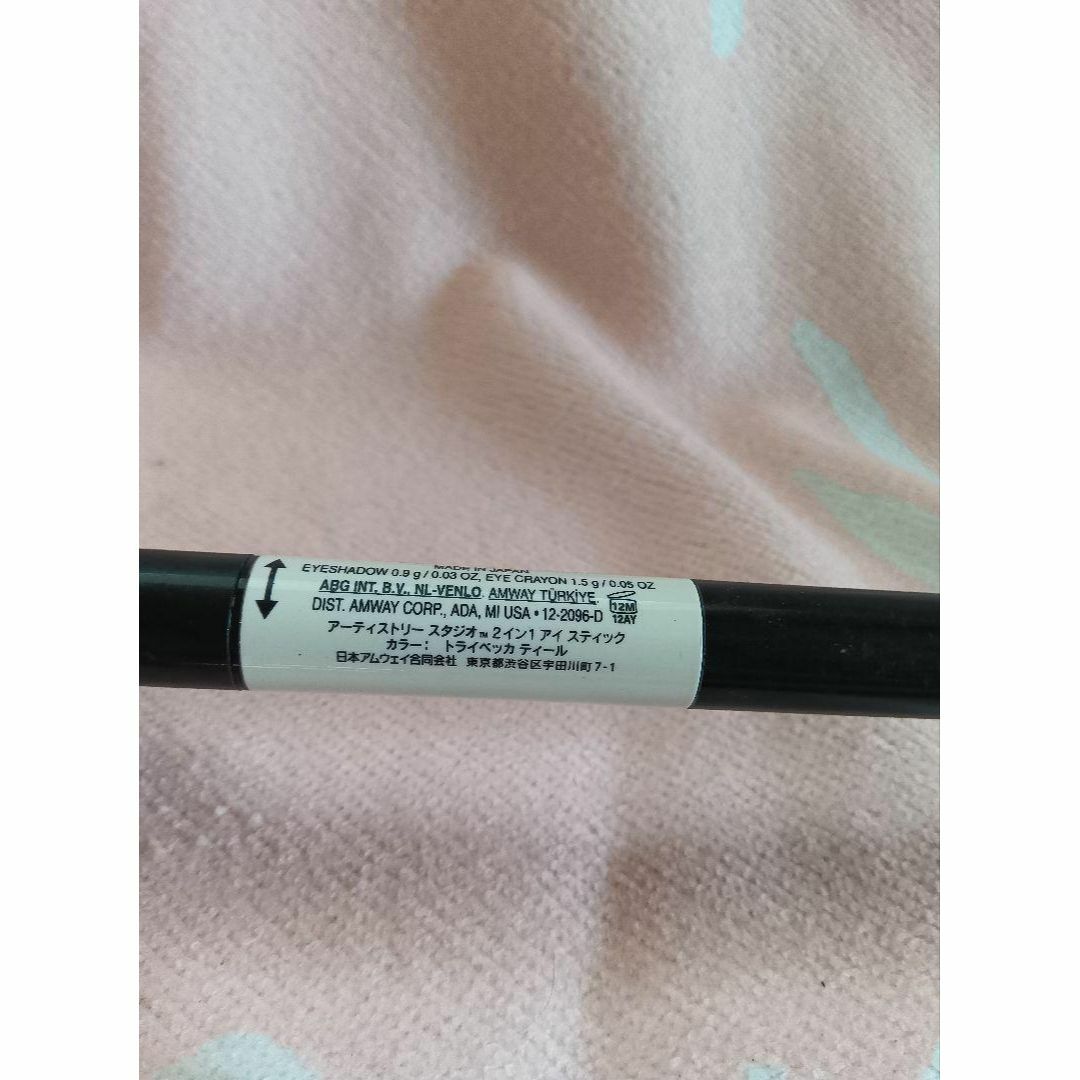 MADE IN JAPAN
EYESHADOW 0.9 g / 0.03 OZ, EYE CRAYON 1.5 g / 0.05 OZ
ABG INT. B.V., NL-VENLO. AMWAY TÜRKİYE.
12M
DIST. AMWAY CORP., ADA, MI USA • 12-2096-D
12AY
アーティストリー スタジオ™ 2イン1 アイ スティック
カラー： トライベッカ ティール
日本アムウェイ合同会社 東京都渋谷区宇田川町7-1